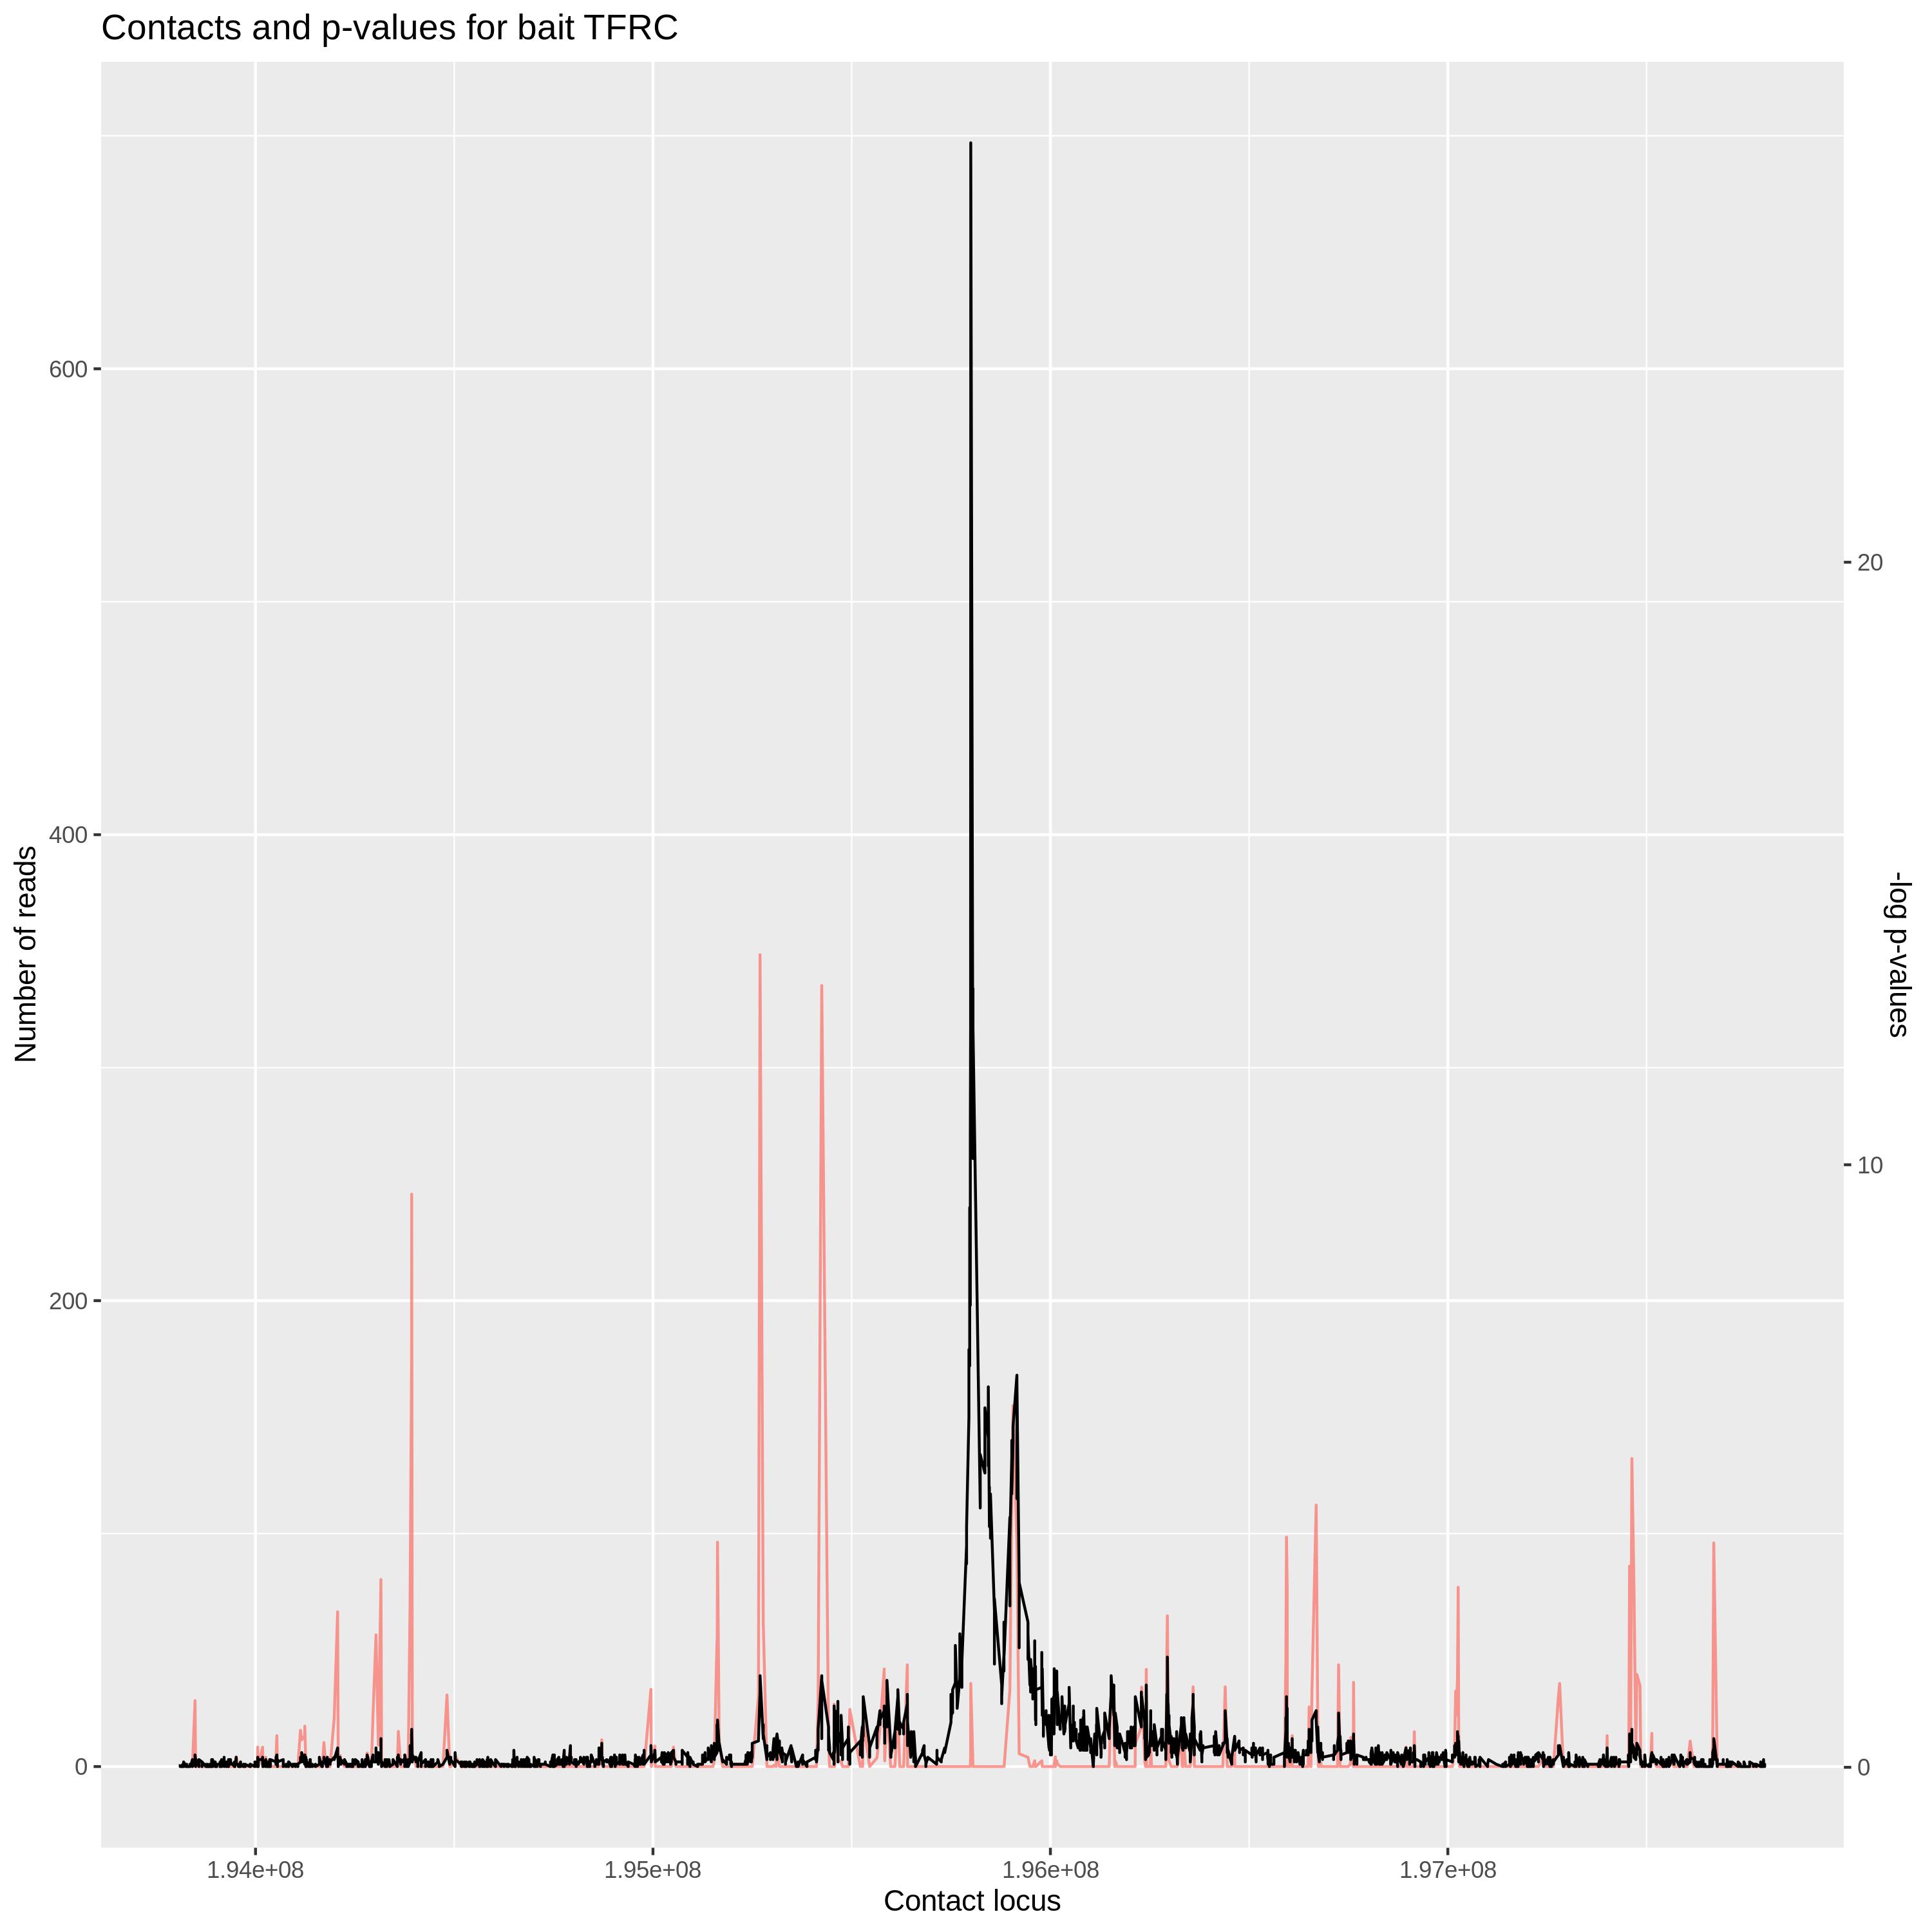 Contacts and p-values for bait TFRC
600
400
200
0
Number of reads
20
10
0
-log p-values
1.94e+08
1.95e+08
1.96e+08
1.97e+08
Contact locus